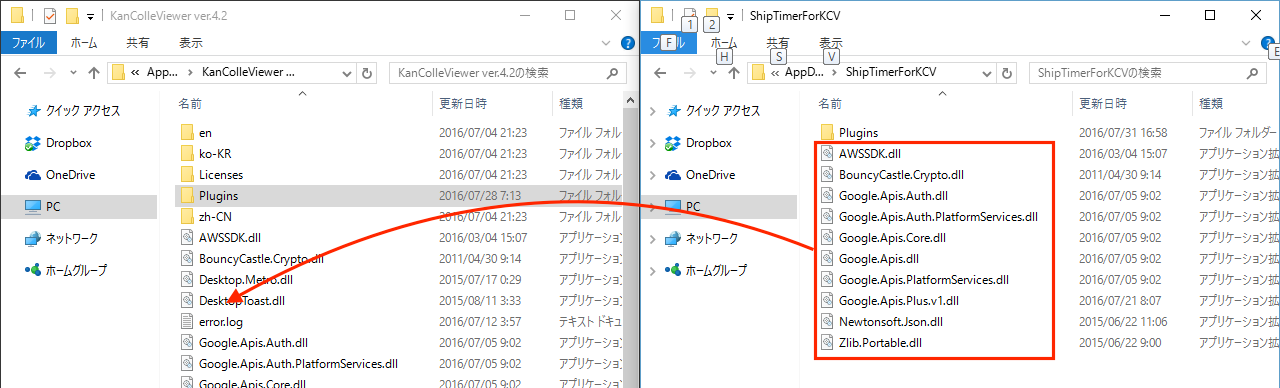 KanColleViewer ver.4.2
ファイル ホーム 共有 表示
« App... › KanColleViewer ... KanColleViewer ver.4.2の検索
名前 更新日時 種類
クイック アクセス
Dropbox
OneDrive
PC
ネットワーク
ホームグループ
en 2016/07/04 21:23 ファイル フォル
ko-KR 2016/07/04 21:23 ファイル フォル
Licenses 2016/07/04 21:23 ファイル フォル
Plugins 2016/07/28 7:13 ファイル フォル
zh-CN 2016/07/04 21:23 ファイル フォル
AWSSDK.dll 2016/03/04 15:07 アプリケーション
BouncyCastle.Crypto.dll 2011/04/30 9:14 アプリケーション
Desktop.Metro.dll 2015/07/17 0:29 アプリケーション
DesktopToast.dll 2015/08/11 3:33 アプリケーション
error.log 2016/07/12 3:57 テキスト ドキュ
Google.Apis.Auth.dll 2016/07/05 9:02 アプリケーション
Google.Apis.Auth.PlatformServices.dll 2016/07/05 9:02 アプリケーション
Google.Apis.Core.dll 2016/07/05 9:02 アプリケーション
1 2 ShipTimerForKCV
F ホーム 共有 表示
H S V E
« AppD... › ShipTimerForKCV ShipTimerForKCVの検索
名前 更新日時 種類
クイック アクセス
Dropbox
OneDrive
PC
ネットワーク
ホームグループ
Plugins 2016/07/31 16:58 ファイル フォルダー
AWSSDK.dll 2016/03/04 15:07 アプリケーション拡
BouncyCastle.Crypto.dll 2011/04/30 9:14 アプリケーション拡
Google.Apis.Auth.dll 2016/07/05 9:02 アプリケーション拡
Google.Apis.Auth.PlatformServices.dll 2016/07/05 9:02 アプリケーション拡
Google.Apis.Core.dll 2016/07/05 9:02 アプリケーション拡
Google.Apis.dll 2016/07/05 9:02 アプリケーション拡
Google.Apis.PlatformServices.dll 2016/07/05 9:02 アプリケーション拡
Google.Apis.Plus.v1.dll 2016/07/21 8:07 アプリケーション拡
Newtonsoft.Json.dll 2015/06/22 11:06 アプリケーション拡
Zlib.Portable.dll 2015/06/22 9:00 アプリケーション拡